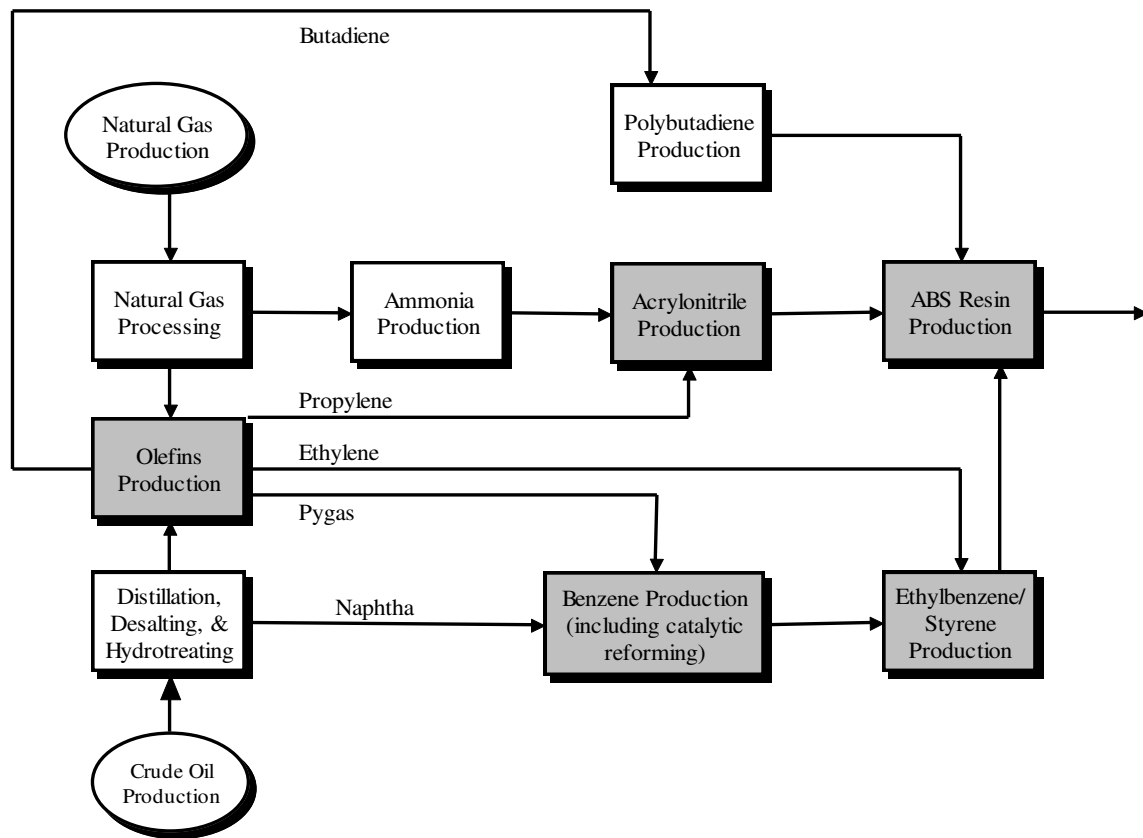 Butadiene
Natural Gas
Production
Polybutadiene
Production
Natural Gas
Processing
Ammonia
Production
Acrylonitrile
Production
ABS Resin
Production
Propylene
Olefins
Production
Ethylene
Pygas
Distillation,
Desalting, &
Hydrotreating
Naphtha
Benzene Production
(including catalytic
reforming)
Ethylbenzene/
Styrene
Production
Crude Oil
Production